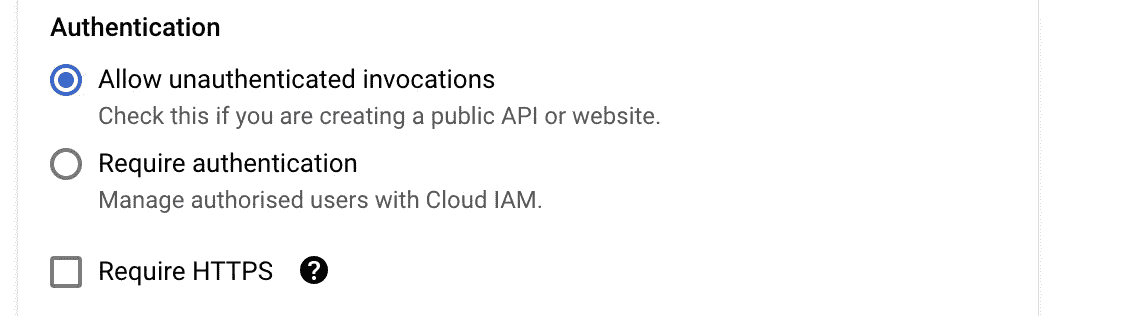 Authentication
Allow unauthenticated invocations
Check this if you are creating a public API or website.
Require authentication
Manage authorised users with Cloud IAM.
Require HTTPS ?